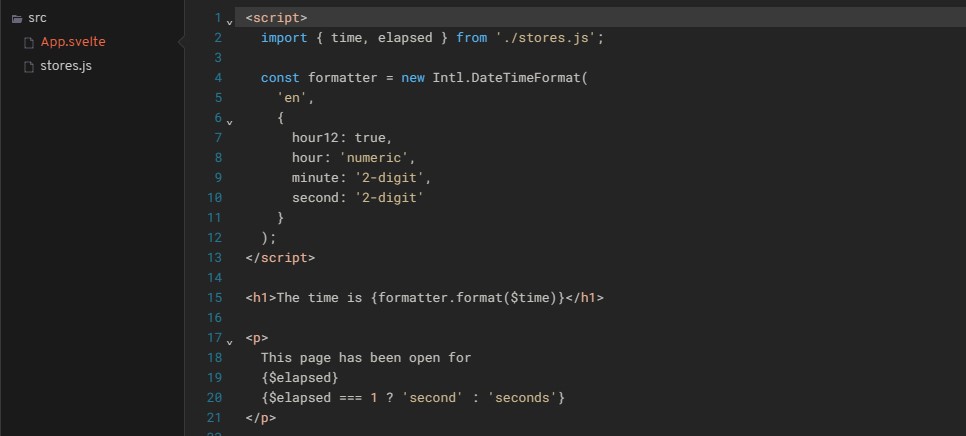 src
App.svelte
stores.js
1 <script>
2 import { time, elapsed } from './stores.js';
3
4 const formatter = new Intl.DateTimeFormat(
5 'en',
6 {
7 hour12: true,
8 hour: 'numeric',
9 minute: '2-digit',
10 second: '2-digit'
11 }
12 );
13 </script>
14
15 <h1>The time is {formatter.format($time)}</h1>
16
17 <p>
18 This page has been open for
19 {$elapsed}
20 {$elapsed === 1 ? 'second' : 'seconds'}
21 </p>